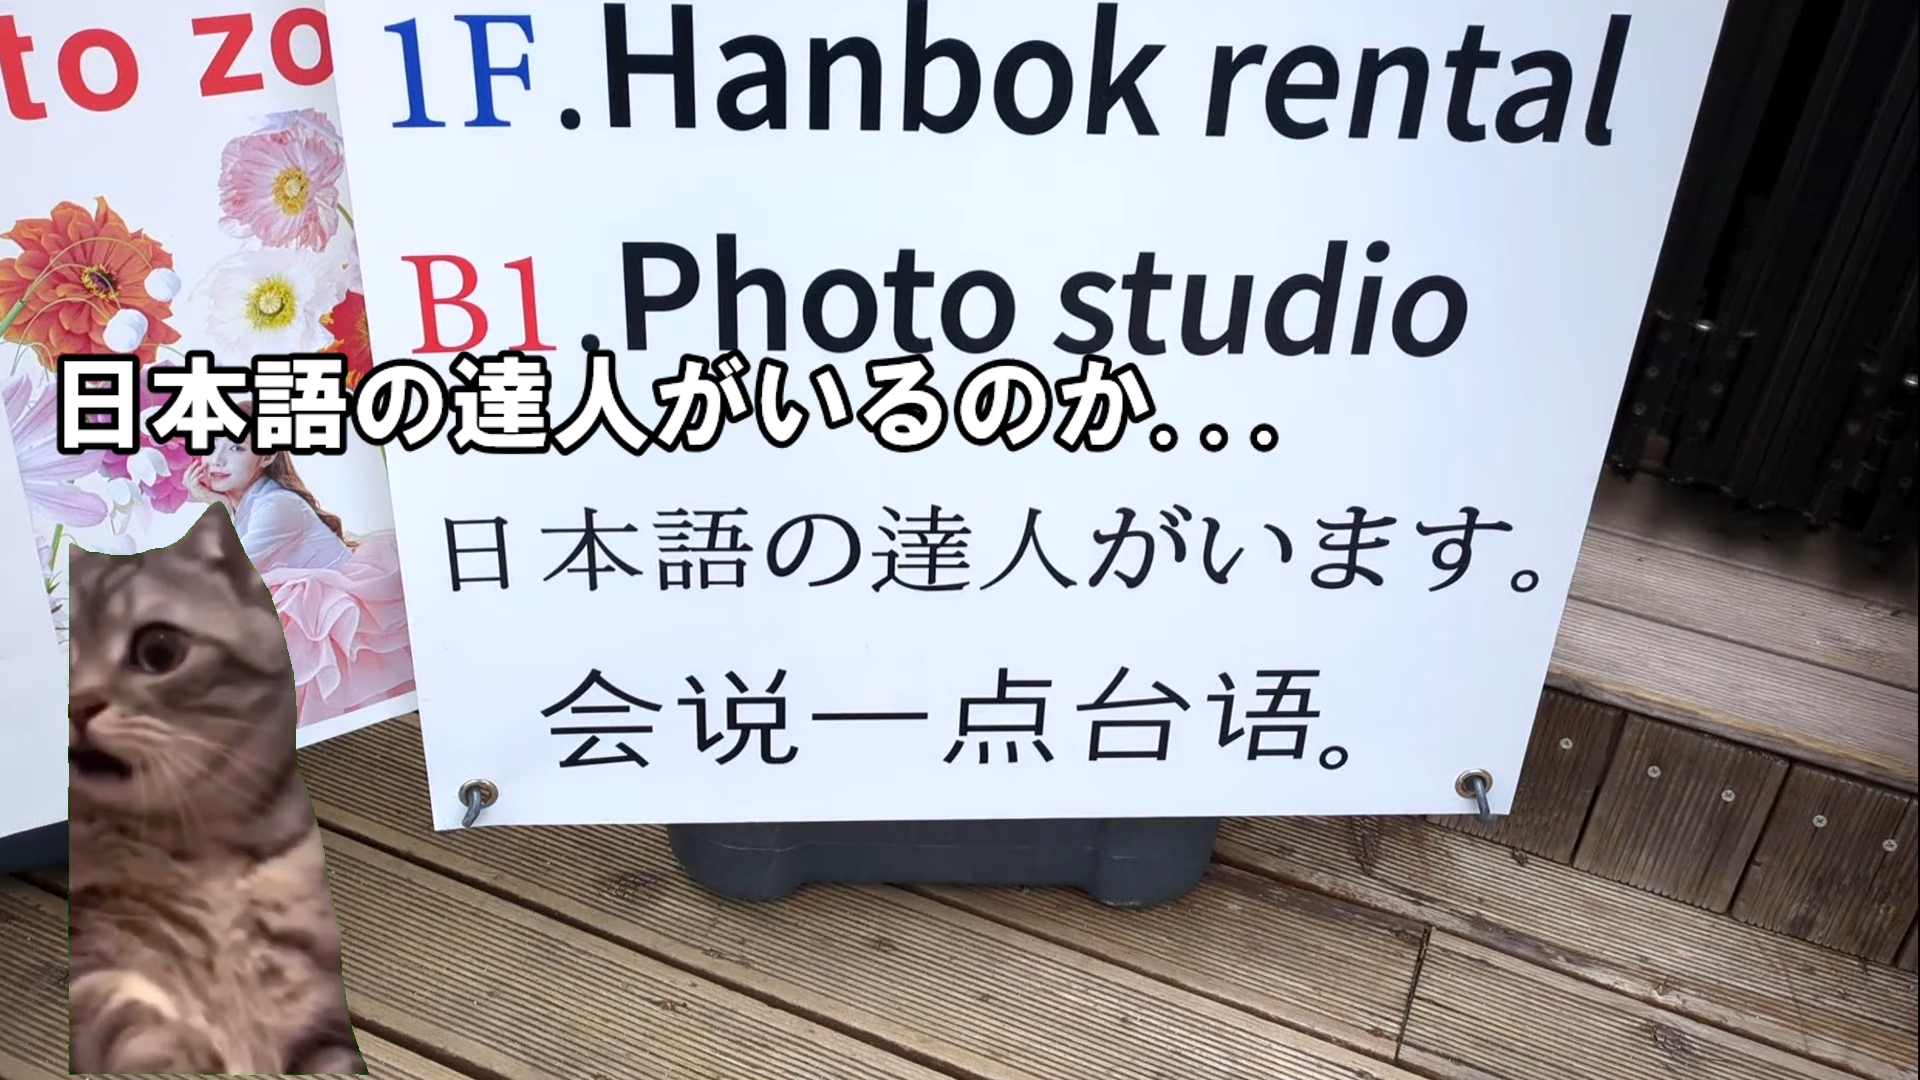 to zo
1F.Hanbok rental
B1.Photo studio
日本語の達人がいるのか...
日本語の達人がいます。
会说一点台语。